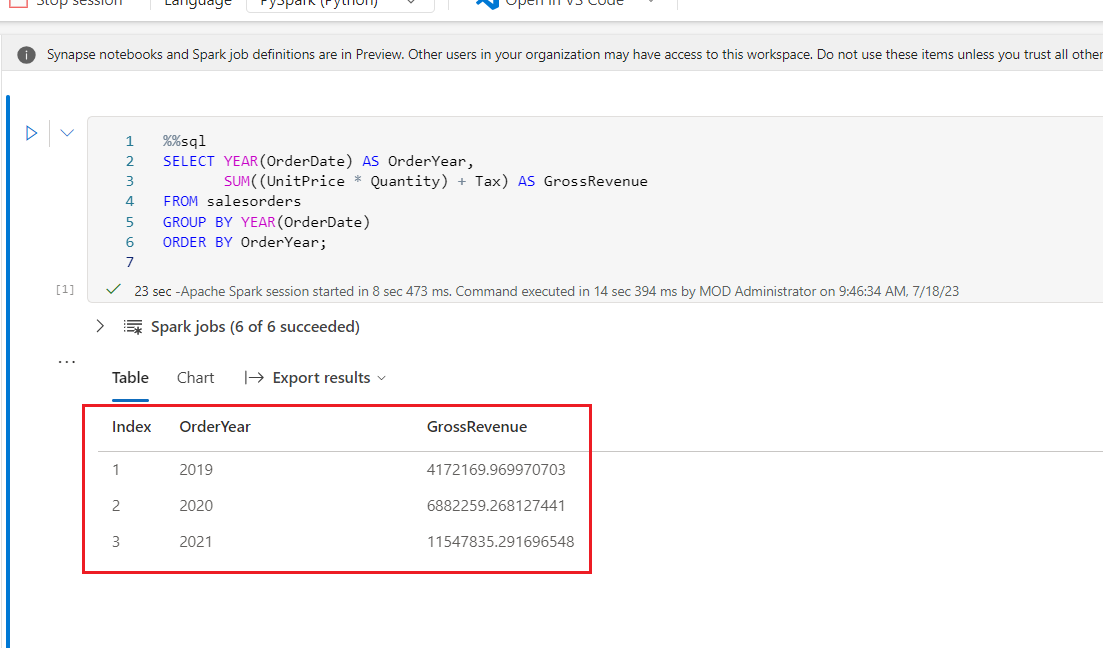 Stop session Language PySpark (Python) Open in VS Code
Synapse notebooks and Spark job definitions are in Preview. Other users in your organization may have access to this workspace. Do not use these items unless you trust all other
1 %%sql
2 SELECT YEAR(OrderDate) AS OrderYear,
3 SUM((UnitPrice * Quantity) + Tax) AS GrossRevenue
4 FROM salesorders
5 GROUP BY YEAR(OrderDate)
6 ORDER BY OrderYear;
7
[1] 23 sec -Apache Spark session started in 8 sec 473 ms. Command executed in 14 sec 394 ms by MOD Administrator on 9:46:34 AM, 7/18/23
Spark jobs (6 of 6 succeeded)
...
Table Chart Export results
Index OrderYear GrossRevenue
1 2019 4172169.969970703
2 2020 6882259.268127441
3 2021 11547835.291696548